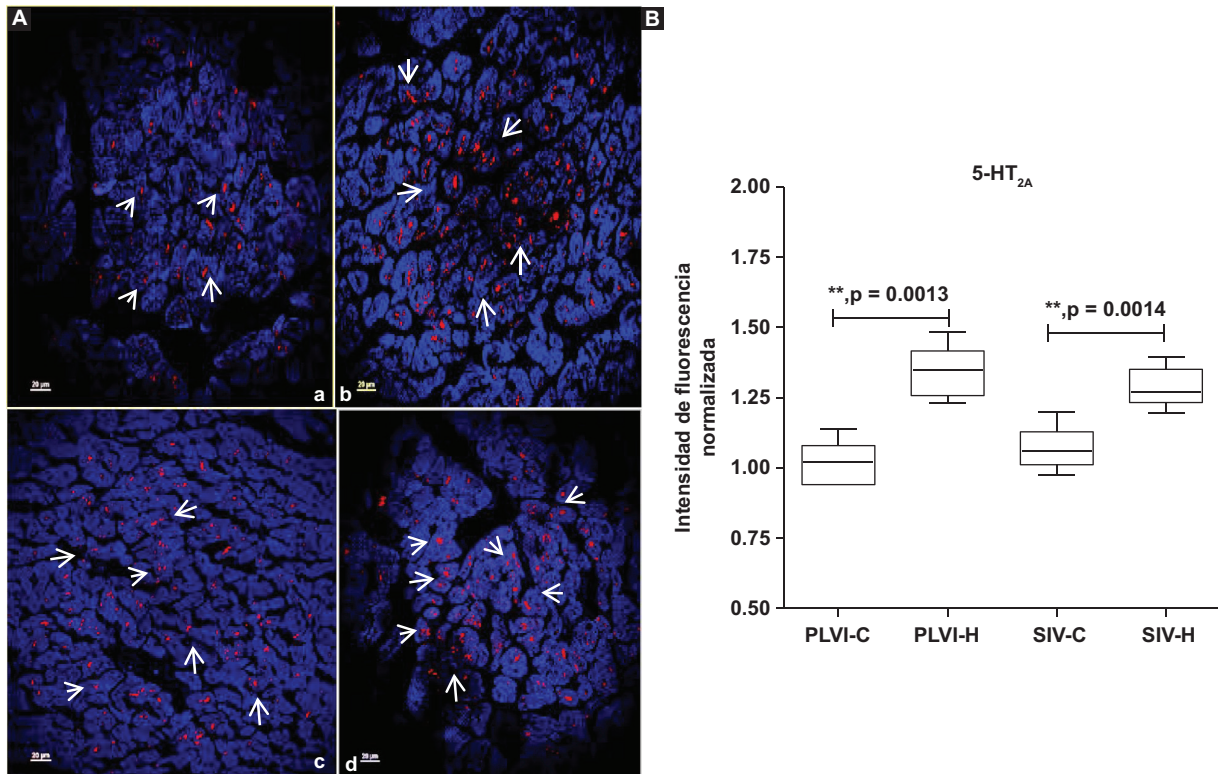 A
20 µm
a
20 µm
b
20 µm
c
20 µm
d
B
5-HT2A
Intensidad de fluorescencia
normalizada
2.00
1.75
1.50
1.25
1.00
0.75
0.50
**,p = 0.0013
**,p = 0.0014
PLVI-C
PLVI-H
SIV-C
SIV-H